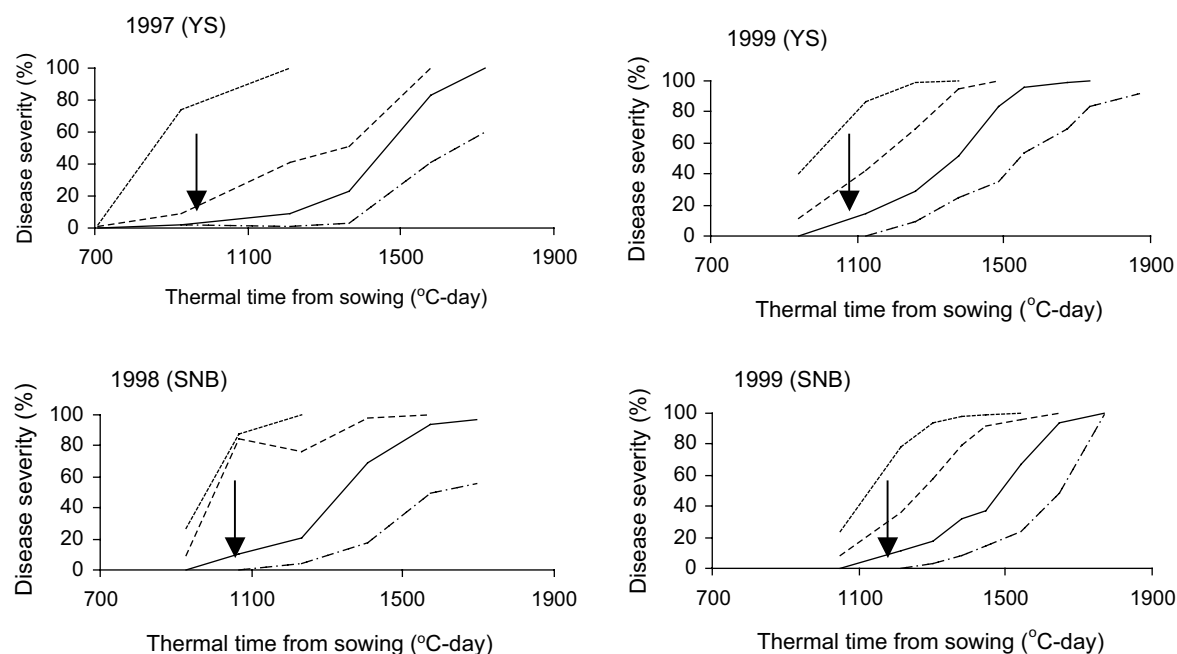 1997 (YS)
Disease severity (%)
100
80
60
40
20
0
700 1100 1500 1900
Thermal time from sowing (°C-day)
1999 (YS)
Disease severity (%)
100
80
60
40
20
0
700 1100 1500 1900
Thermal time from sowing (°C-day)
1998 (SNB)
Disease severity (%)
100
80
60
40
20
0
700 1100 1500 1900
Thermal time from sowing (°C-day)
1999 (SNB)
Disease severity (%)
100
80
60
40
20
0
700 1100 1500 1900
Thermal time from sowing (°C-day)